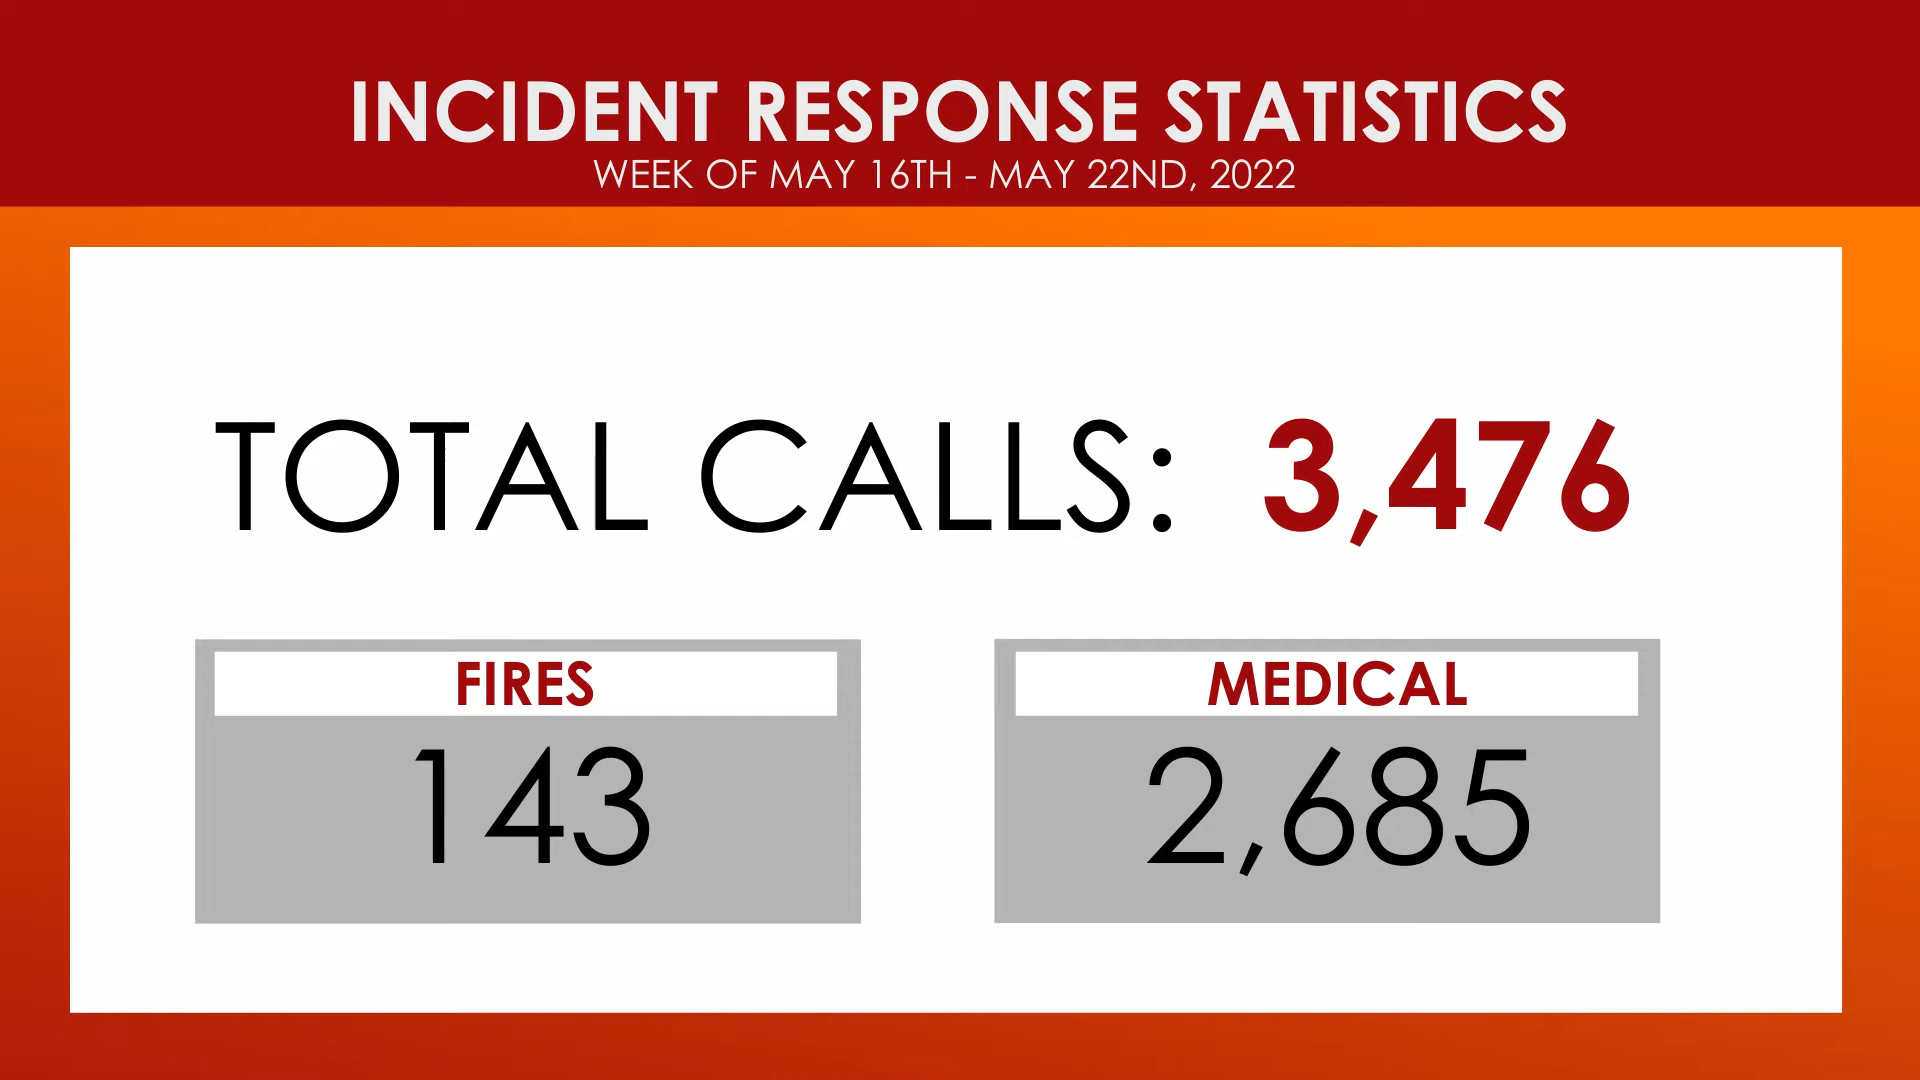 INCIDENT RESPONSE STATISTICS
WEEK OF MAY 16TH - MAY 22ND, 2022
TOTAL CALLS: 3,476
FIRES
143
MEDICAL
2,685